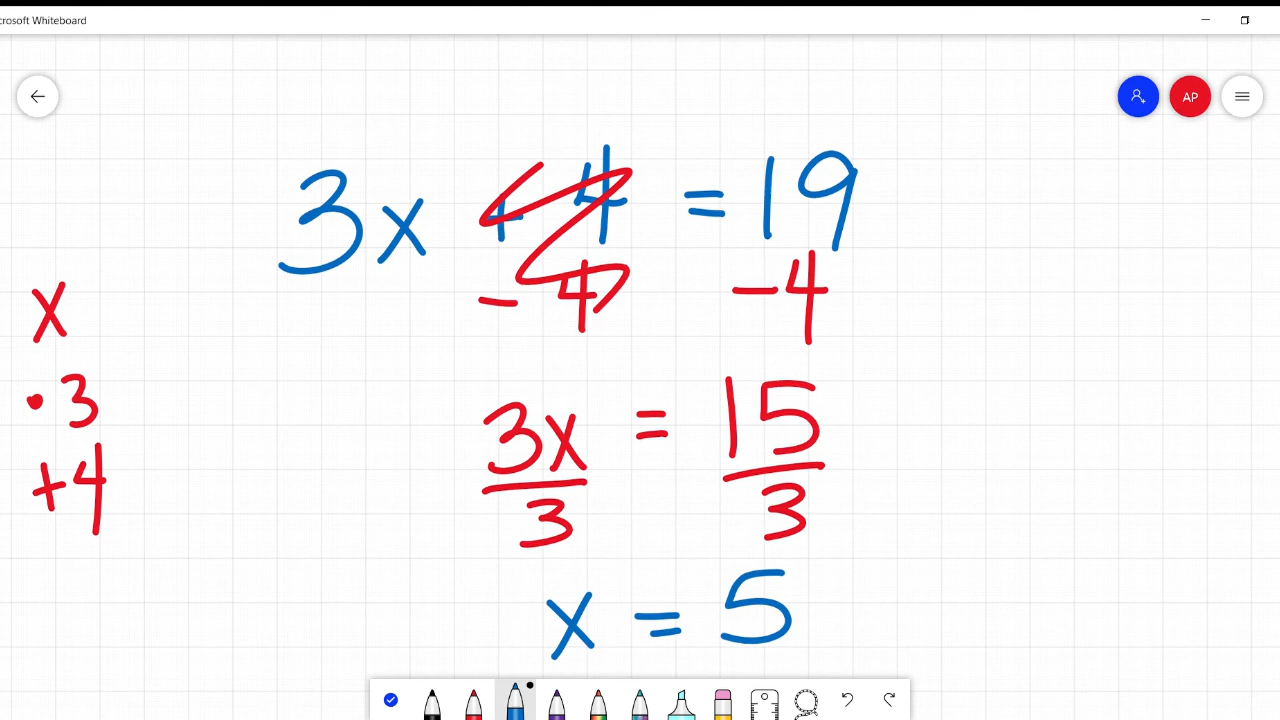 crosoft Whiteboard
AP
3x + 4 = 19
- 4 - 4
x
• 3
+4
3x = 15
3 3
x = 5